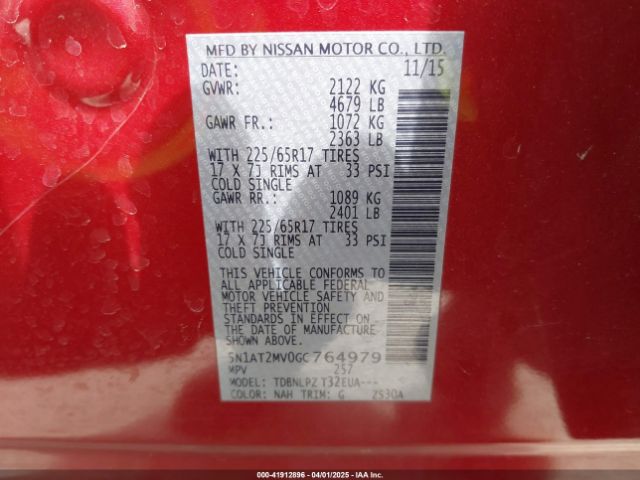 MFD BY NISSAN MOTOR CO., LTD.
DATE: 11/15
GVWR: 2122 KG
4679 LB
GAWR FR.: 1072 KG
2363 LB
WITH 225/65R17 TIRES
17 X 7J RIMS AT 33 PSI
COLD SINGLE
GAWR RR.: 1089 KG
2401 LB
WITH 225/65R17 TIRES
17 X 7J RIMS AT 33 PSI
COLD SINGLE
THIS VEHICLE CONFORMS TO
ALL APPLICABLE FEDERAL
MOTOR VEHICLE SAFETY AND
THEFT PREVENTION
STANDARDS IN EFFECT ON
THE DATE OF MANUFACTURE
SHOWN ABOVE.
5N1AT2MV0GC764979
MPV 257
MODEL: TDBNLPZ T32EUA---
COLOR: NAH TRIM: G 2530A
000-41912896 | 04/01/2025 - IAA Inc.